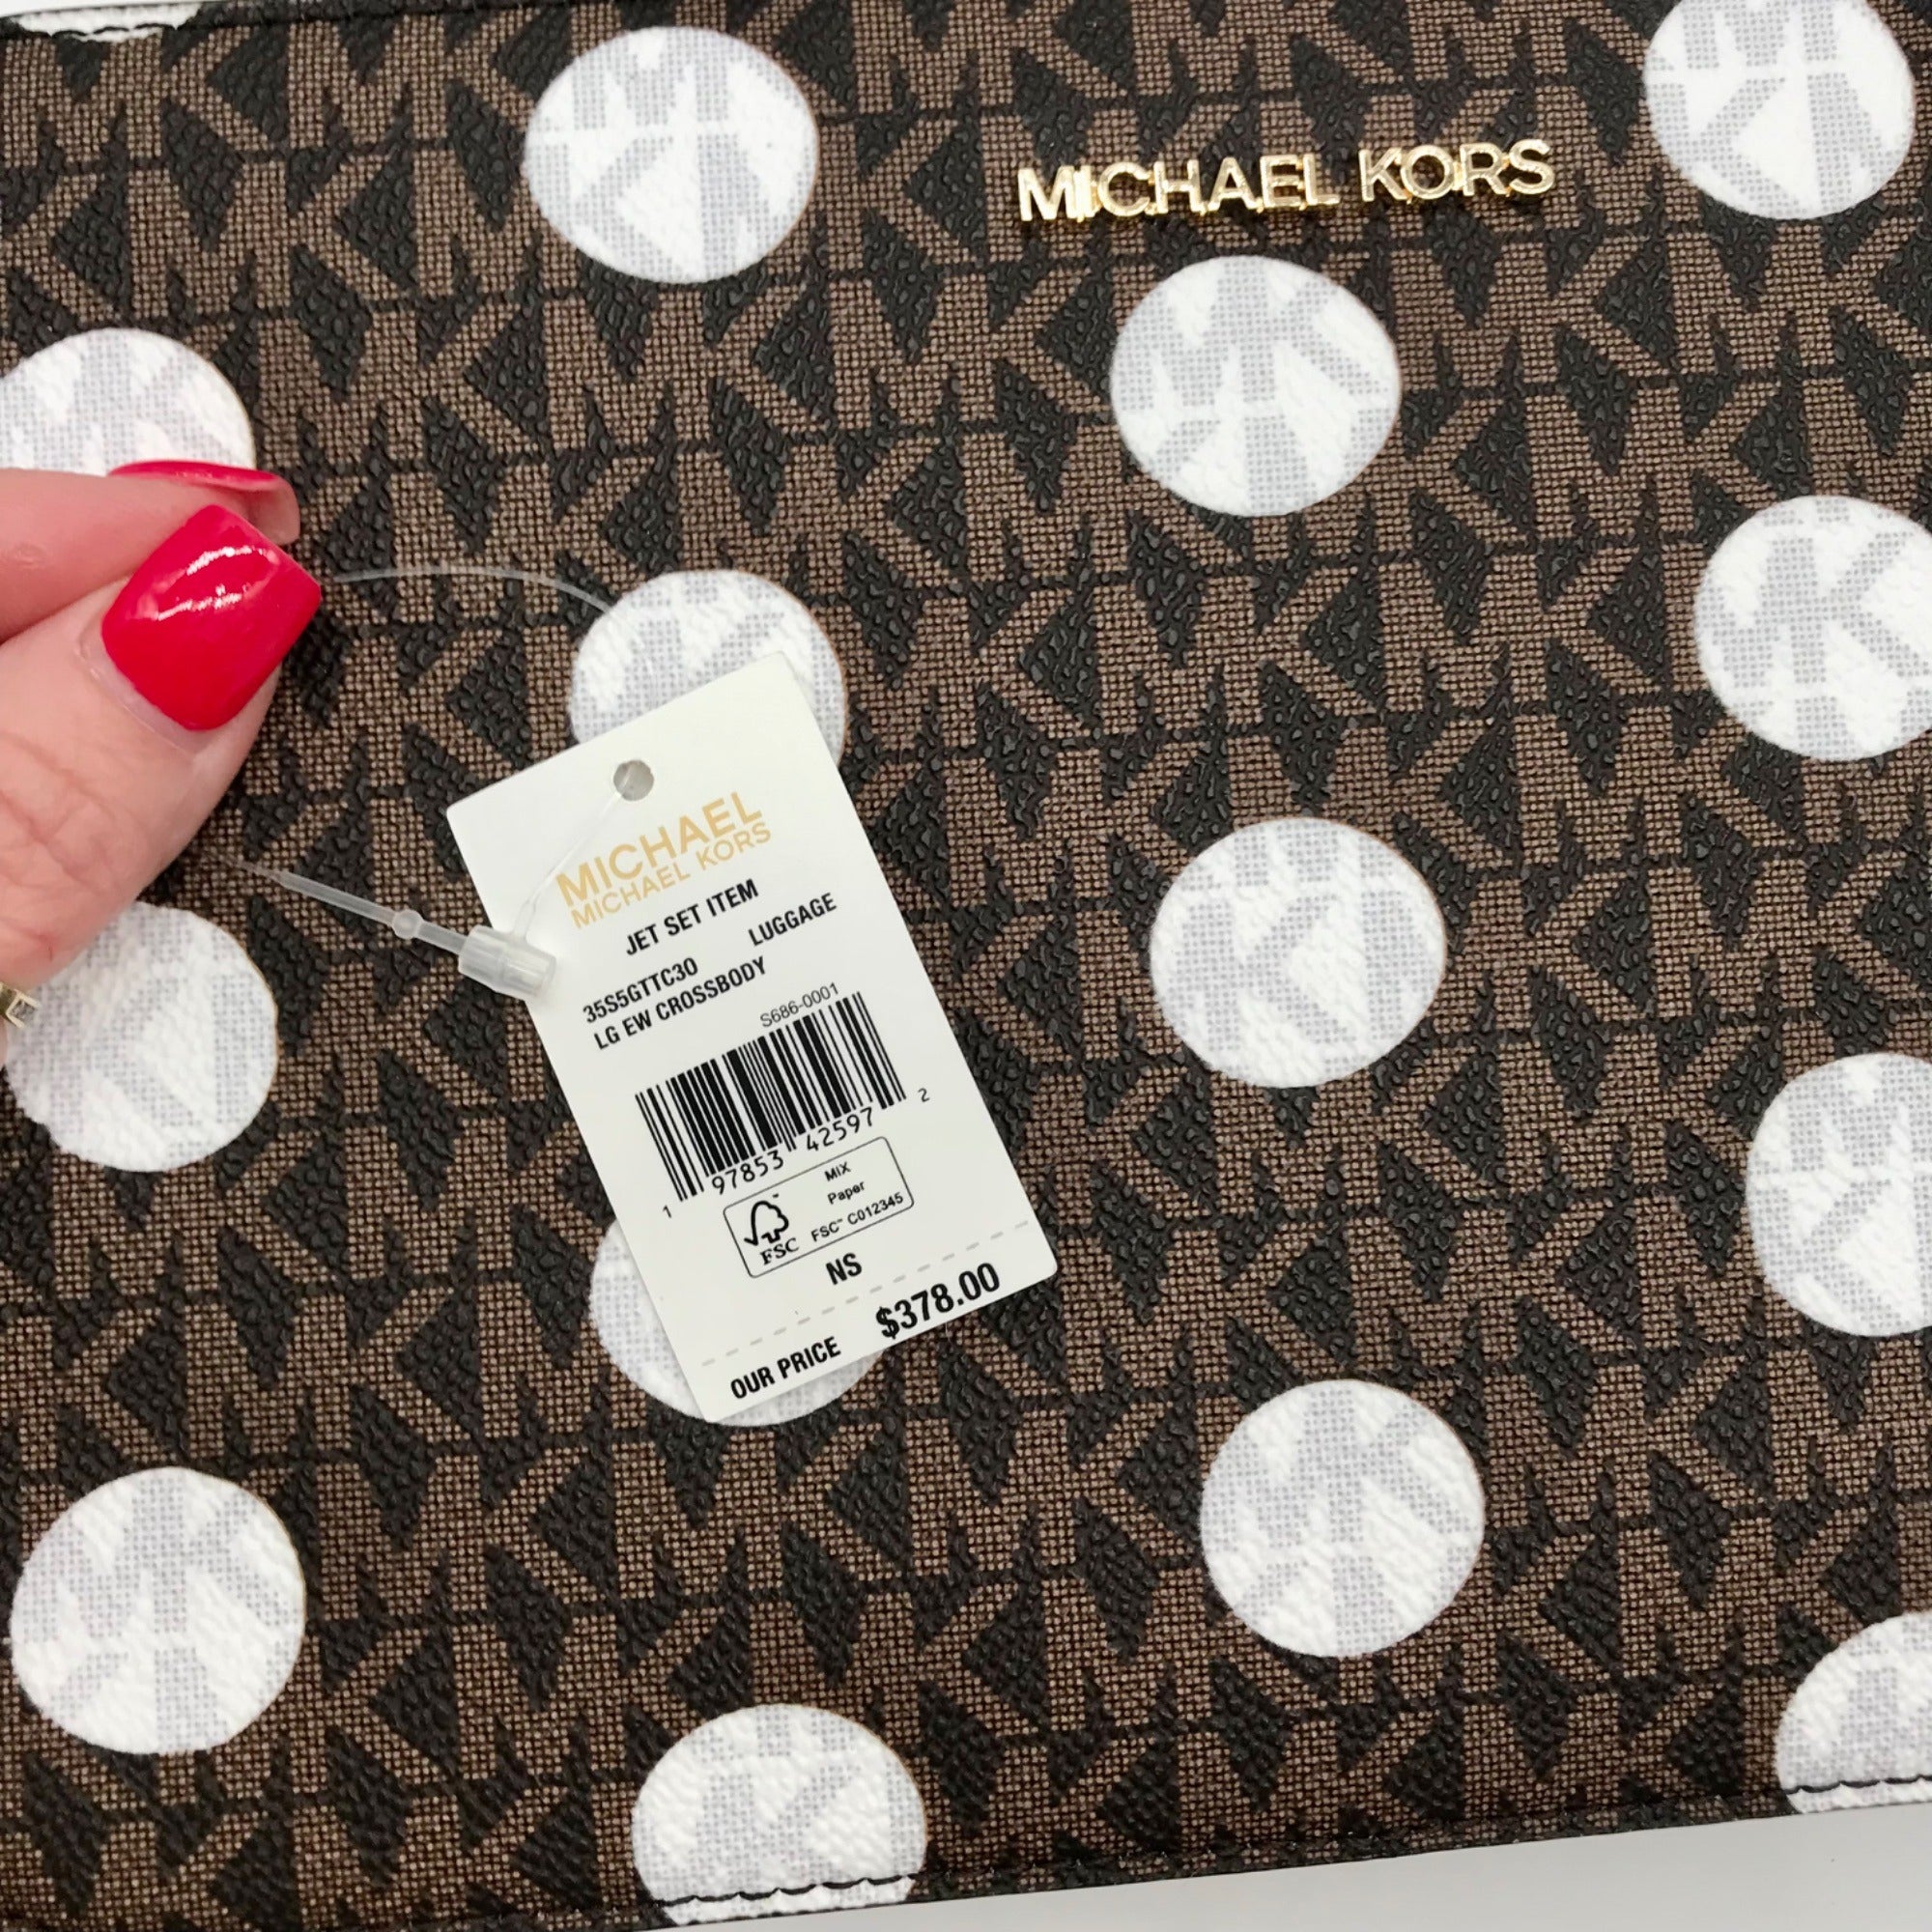 MICHAEL KORS
MICHAEL
MICHAEL KORS
JET SET ITEM
35S5GTTC30 LUGGAGE
LG EW CROSSBODY
S686-0001
1 97853 42597 2
FSC
MIX
Paper
FSC™ C012345
NS
OUR PRICE $378.00